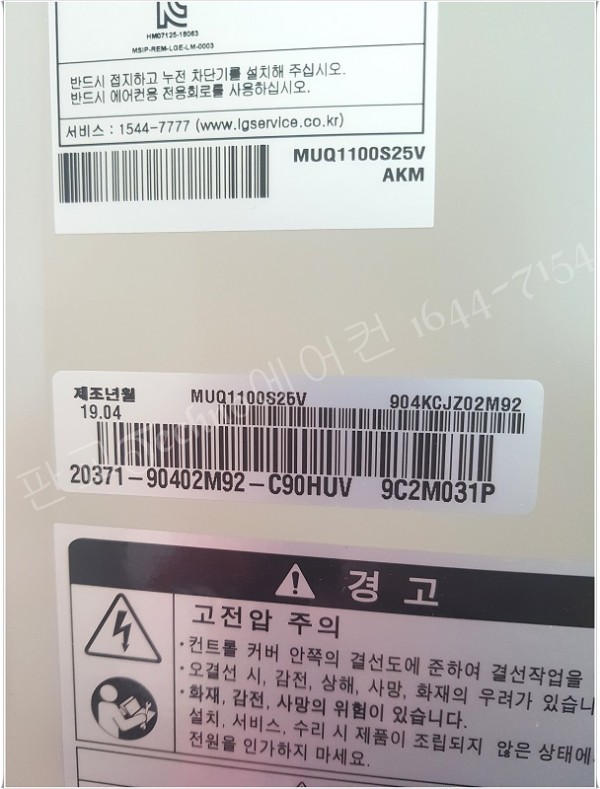 HM07125-18063
MSIP-REM-LGE-LM-0003
반드시 접지하고 누전 차단기를 설치해 주십시오.
반드시 에어컨용 전용회로를 사용하십시오.
서비스 : 1544-7777 (www.lgservice.co.kr)
MUQ1100S25V
AKM
에어컨 1644-7154
제조년월
19.04
MUQ1100S25V
904KCJZ02M92
20371-90402M92-C90HUV 9C2M031P
경 고
고전압 주의
·컨트롤 커버 안쪽의 결선도에 준하여 결선작업을
·오결선 시, 감전, 상해, 사망, 화재의 우려가 있습니
·화재, 감전, 사망의 위험이 있습니다.
설치, 서비스, 수리 시 제품이 조립되지 않은 상태에
전원을 인가하지 마세요.